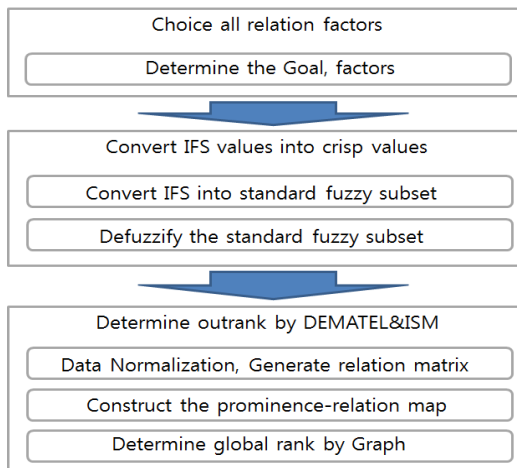 Choice all relation factors
Determine the Goal, factors
Convert IFS values into crisp values
Convert IFS into standard fuzzy subset
Defuzzify the standard fuzzy subset
Determine outrank by DEMATEL&ISM
Data Normalization, Generate relation matrix
Construct the prominence-relation map
Determine global rank by Graph